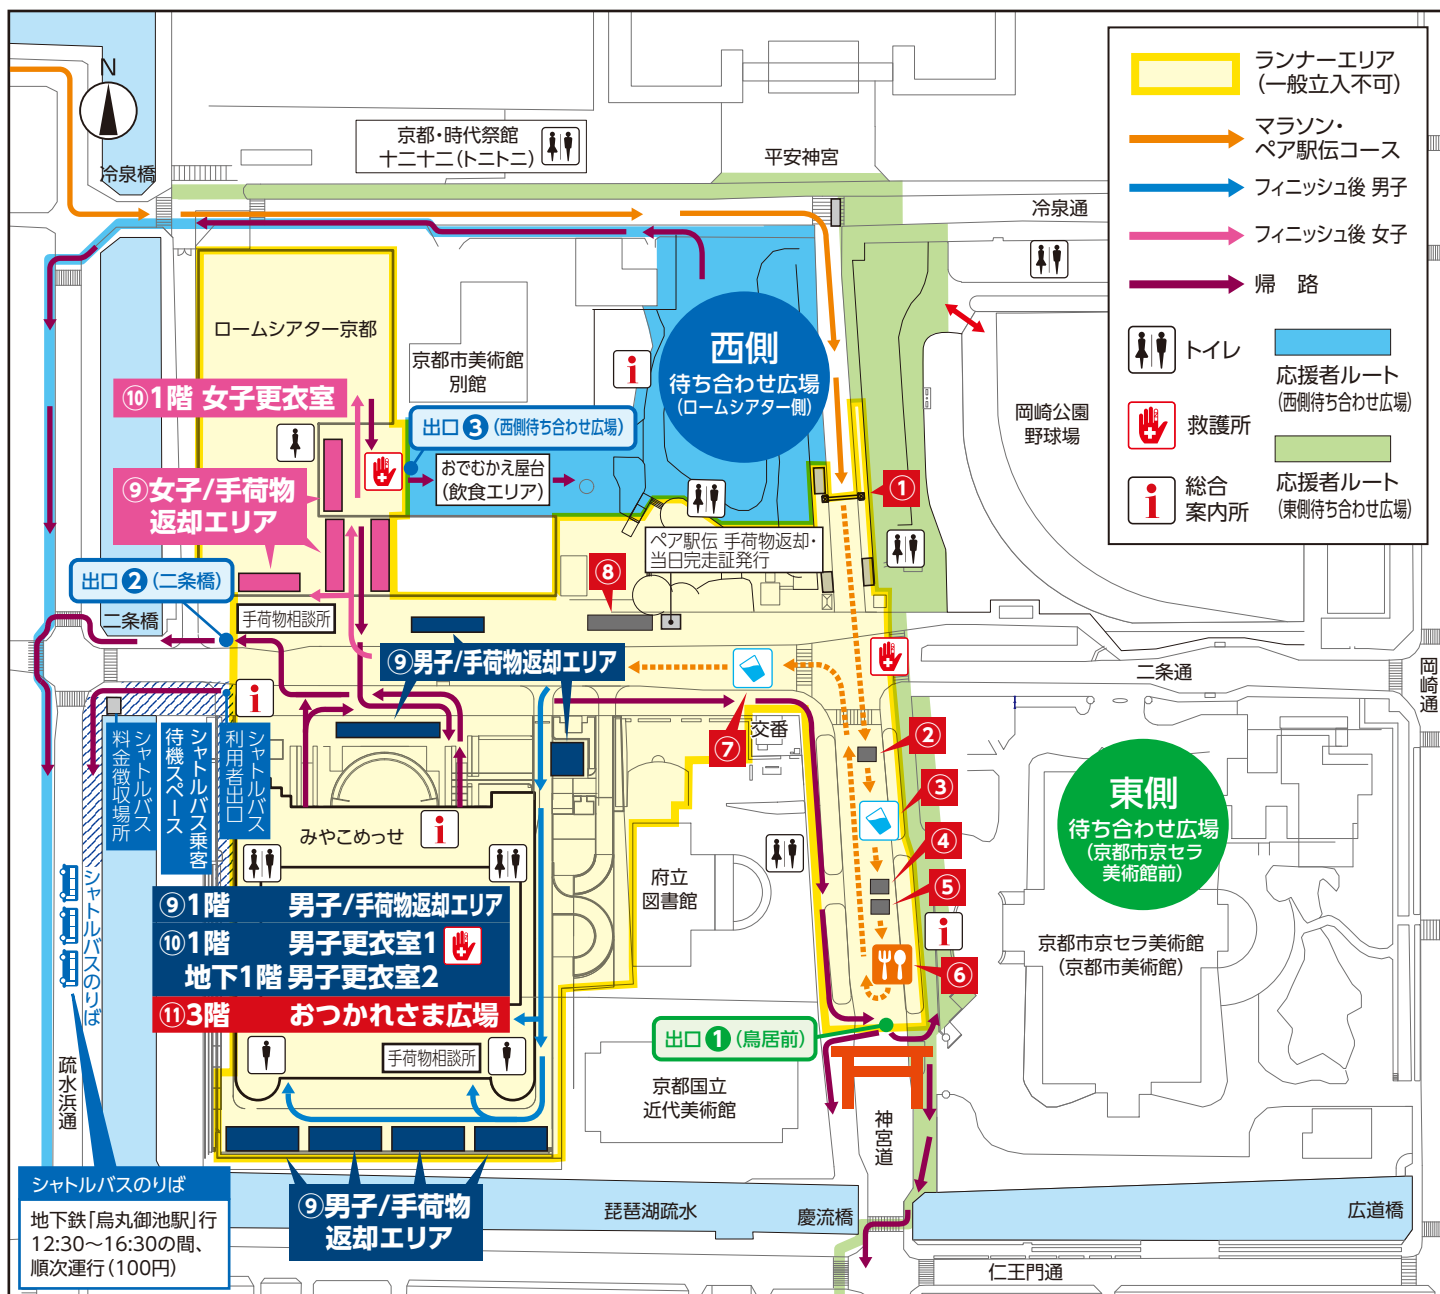 N
冷泉橋
京都・時代祭館
十二十二(トニトニ)
平安神宮
冷泉通
ランナーエリア
(一般立入不可)
マラソン・
ペア駅伝コース
フィニッシュ後 男子
フィニッシュ後 女子
帰 路
トイレ
救護所
総合
案内所
応援者ルート
(西側待ち合わせ広場)
応援者ルート
(東側待ち合わせ広場)
ロームシアター京都
京都市美術館
別館
西側
待ち合わせ広場
(ロームシアター側)
岡崎公園
野球場
⑩1階 女子更衣室
出口❸(西側待ち合わせ広場)
おでむかえ屋台
(飲食エリア)
⑨女子/手荷物
返却エリア
①
ペア駅伝 手荷物返却・
当日完走証発行
⑧
出口❷(二条橋)
二条橋
手荷物相談所
⑨男子/手荷物返却エリア
二条通
岡崎通
シャトルバス
料金徴収場所
シャトルバス乗客
待機スペース
シャトルバス
利用者出口
⑦
交番
②
③
④
⑤
⑥
東側
待ち合わせ広場
(京都市京セラ
美術館前)
みやこめっせ
府立
図書館
京都市京セラ美術館
(京都市美術館)
⑨1階 男子/手荷物返却エリア
⑩1階 男子更衣室1
地下1階 男子更衣室2
⑪3階 おつかれさま広場
手荷物相談所
シャトルバスのりば
疏水浜通
出口❶(鳥居前)
京都国立
近代美術館
神宮道
シャトルバスのりば
地下鉄「烏丸御池駅」行
12:30〜16:30の間、
順次運行(100円)
⑨男子/手荷物
返却エリア
琵琶湖疏水
慶流橋
広道橋
仁王門通